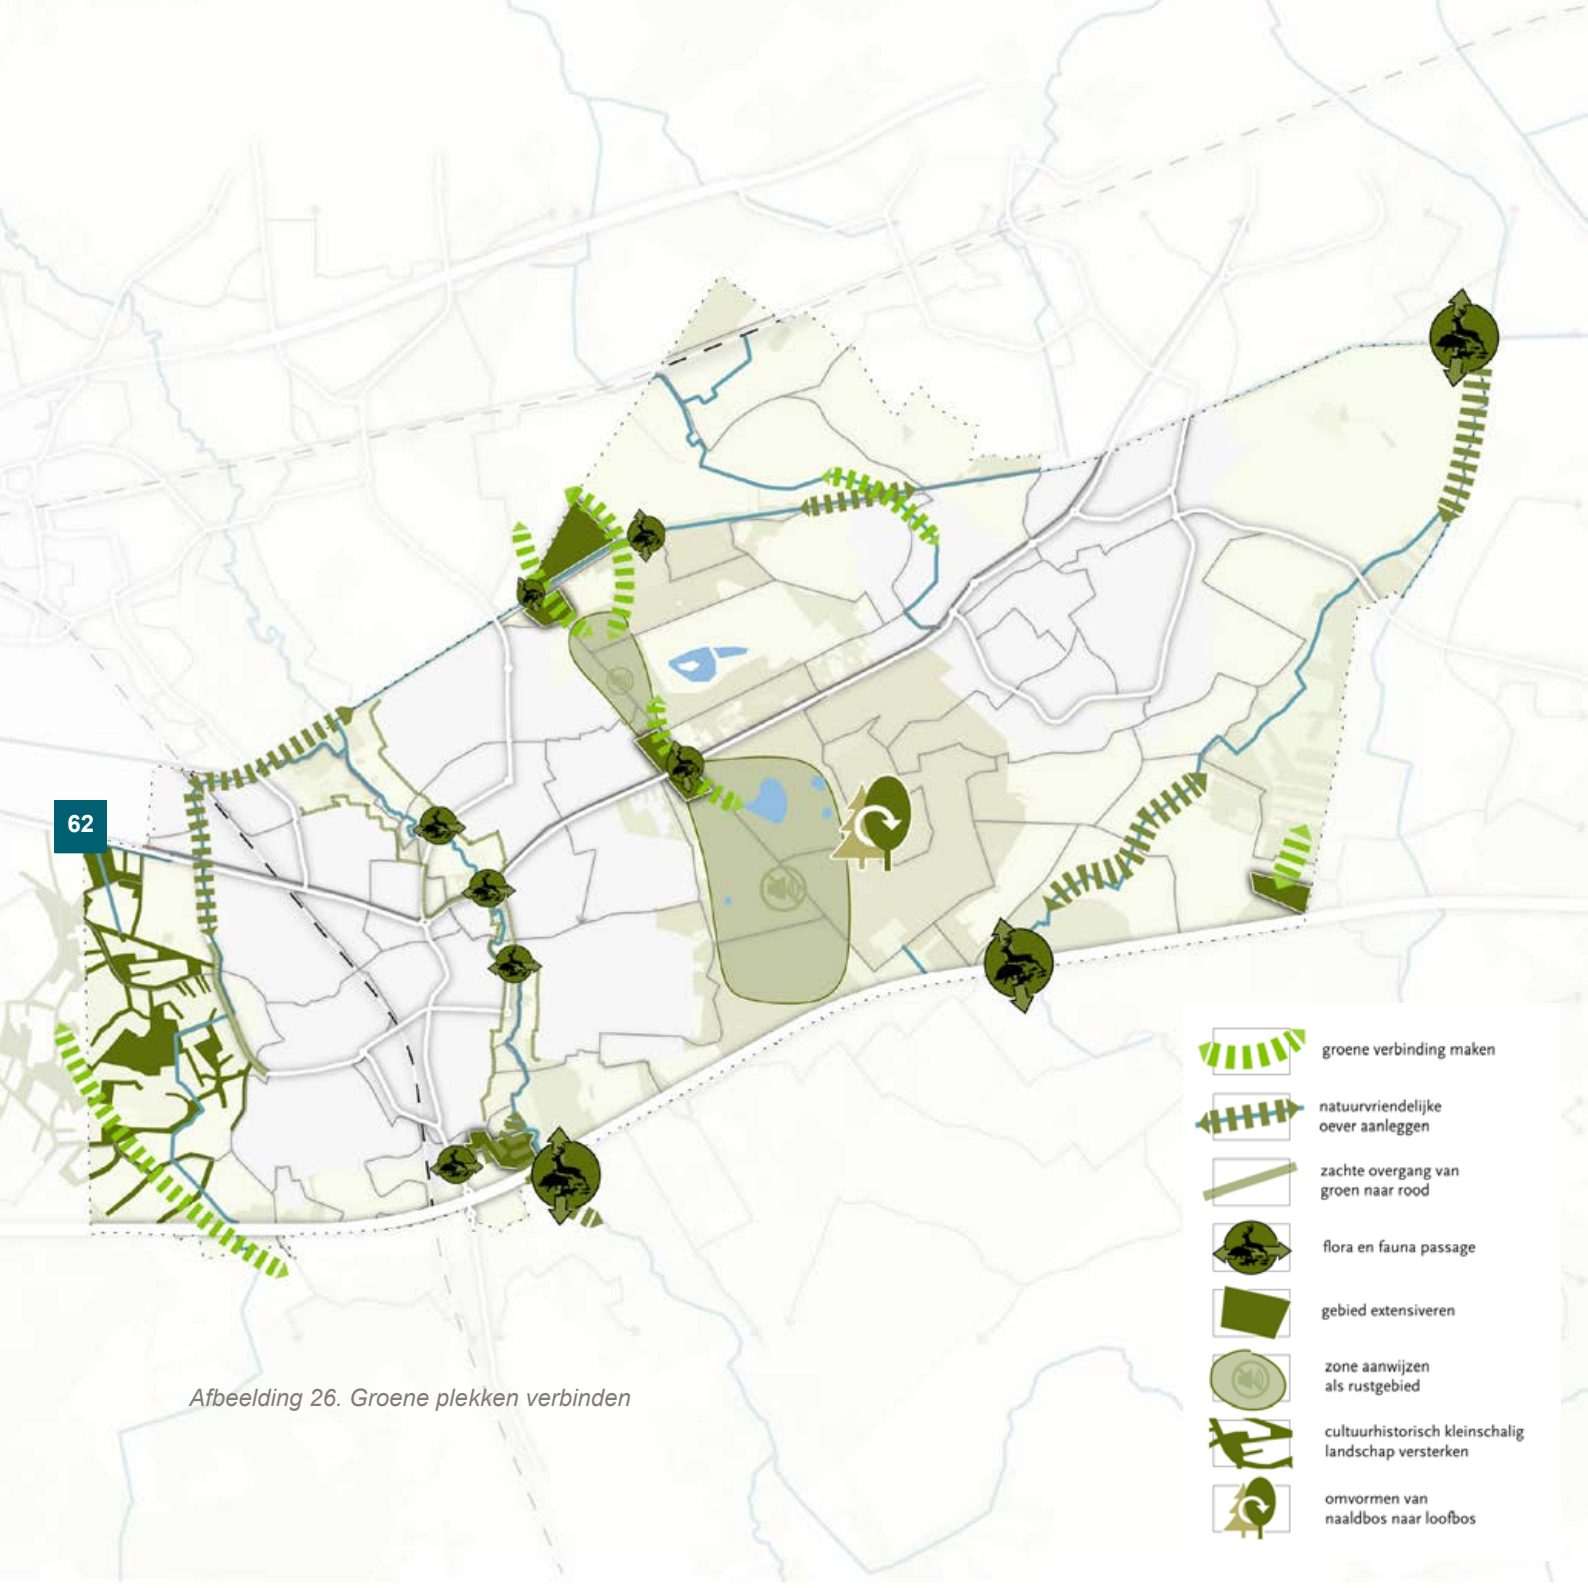 62
groene verbinding maken
natuurvriendelijke
oever aanleggen
zachte overgang van
groen naar rood
flora en fauna passage
gebied extensiveren
zone aanwijzen
als rustgebied
cultuurhistorisch kleinschalig
landschap versterken
omvormen van
naaldbos naar loofbos
Afbeelding 26. Groene plekken verbinden